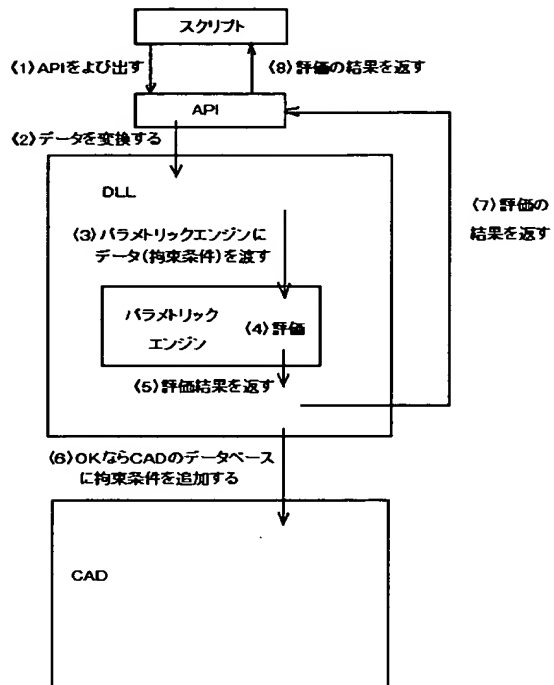 スクリプト
(1)APIをよび出す
(8)評価の結果を返す
API
(2)データを変換する
DLL
(7)評価の
結果を返す
(3)パラメトリックエンジンに
データ(拘束条件)を渡す
パラメトリック
エンジン
(4)評価
(5)評価結果を返す
(6)OKならCADのデータベース
に拘束条件を追加する
CAD